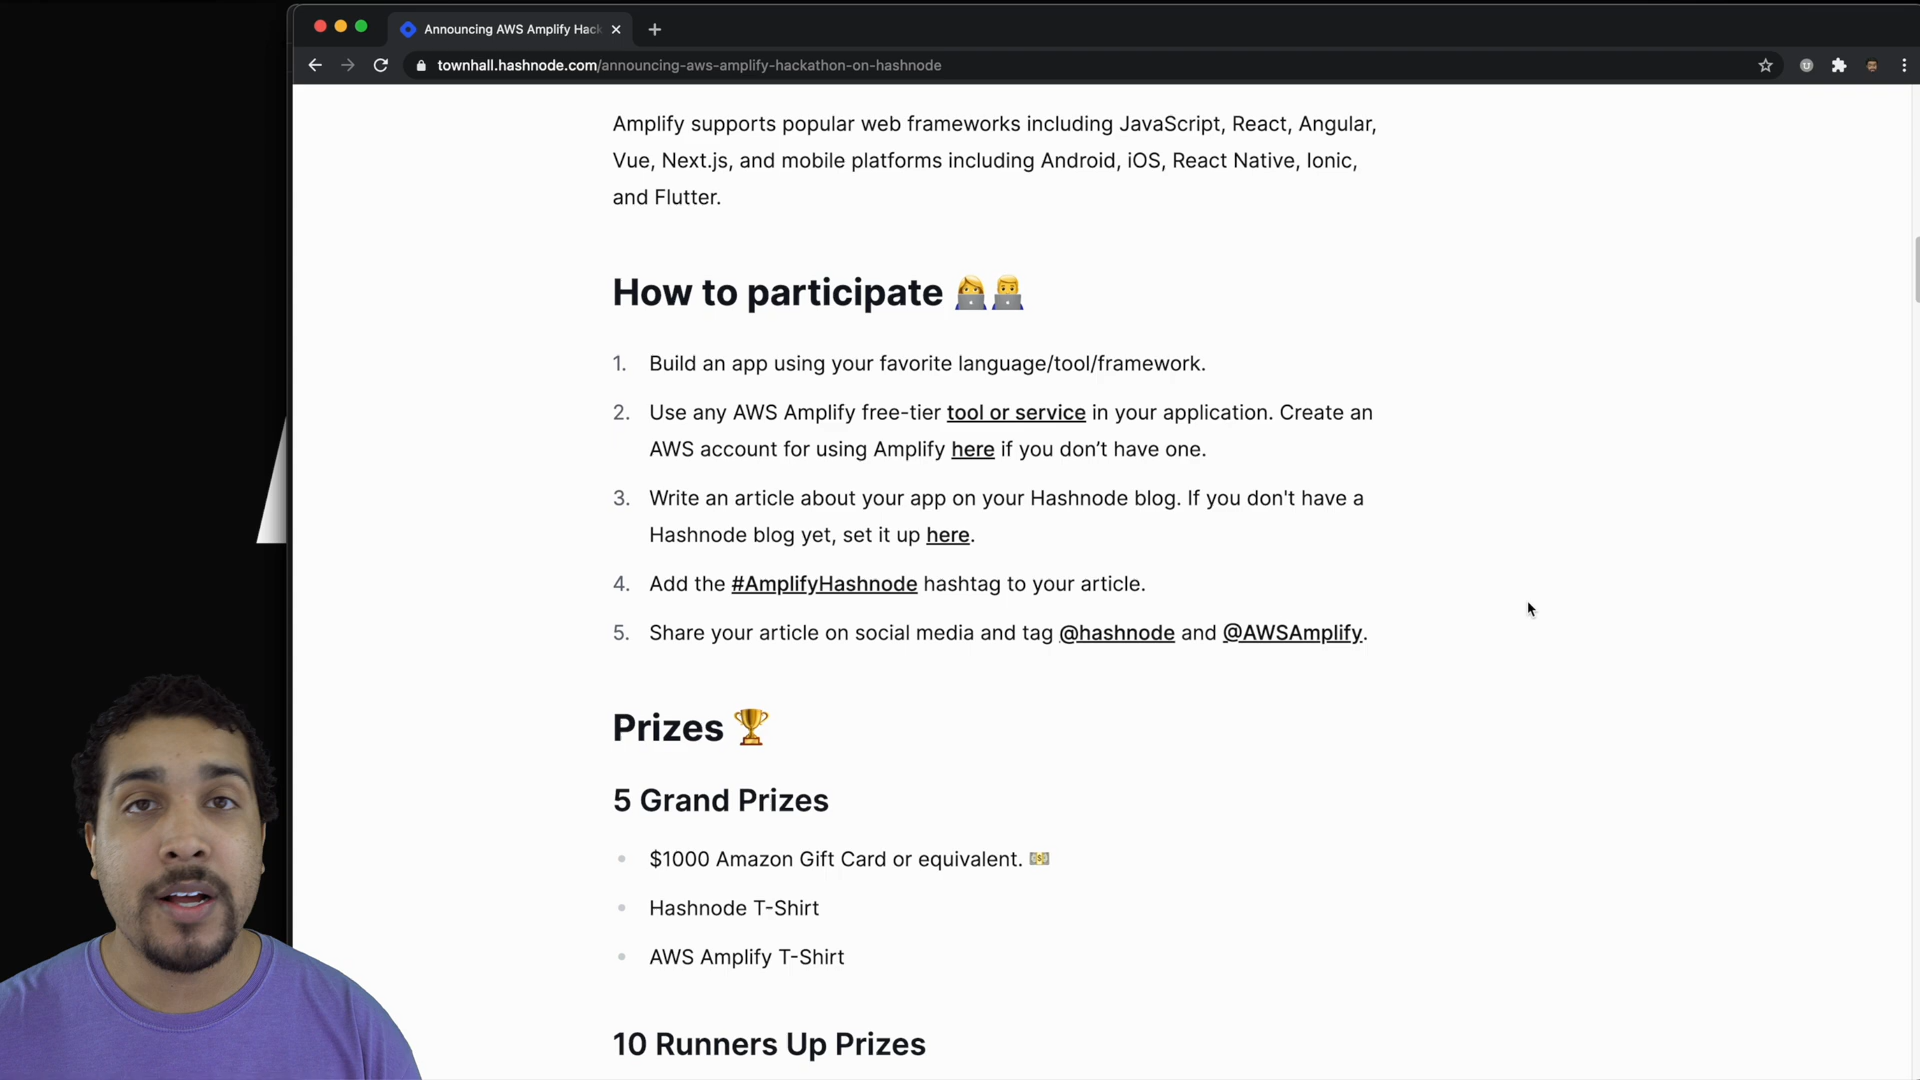 Announcing AWS Amplify Hack
townhall.hashnode.com/announcing-aws-amplify-hackathon-on-hashnode
Amplify supports popular web frameworks including JavaScript, React, Angular,
Vue, Next.js, and mobile platforms including Android, iOS, React Native, Ionic,
and Flutter.
How to participate 👩‍💻👨‍💻
1. Build an app using your favorite language/tool/framework.
2. Use any AWS Amplify free-tier tool or service in your application. Create an
AWS account for using Amplify here if you don’t have one.
3. Write an article about your app on your Hashnode blog. If you don't have a
Hashnode blog yet, set it up here.
4. Add the #AmplifyHashnode hashtag to your article.
5. Share your article on social media and tag @hashnode and @AWSAmplify.
Prizes 🏆
5 Grand Prizes
• $1000 Amazon Gift Card or equivalent. 💵
• Hashnode T-Shirt
• AWS Amplify T-Shirt
10 Runners Up Prizes